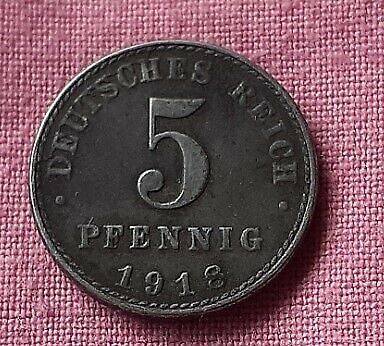 DEUTSCHES REICH
5
PFENNIG
1918